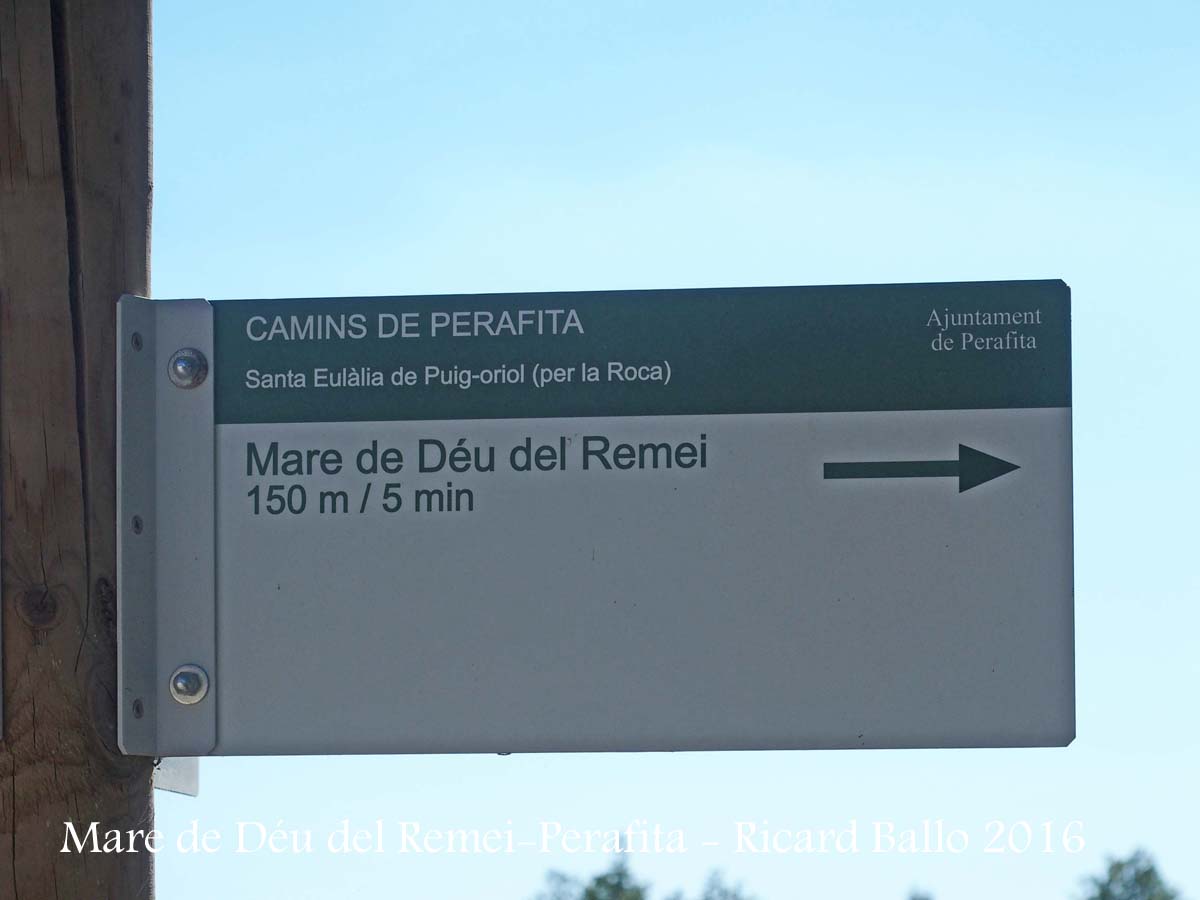 CAMINS DE PERAFITA
Santa Eulàlia de Puig-oriol (per la Roca)
Ajuntament
de Perafita
Mare de Déu del Remei
150 m / 5 min
Mare de Déu del Remei-Perafita - Ricard Ballo 2016